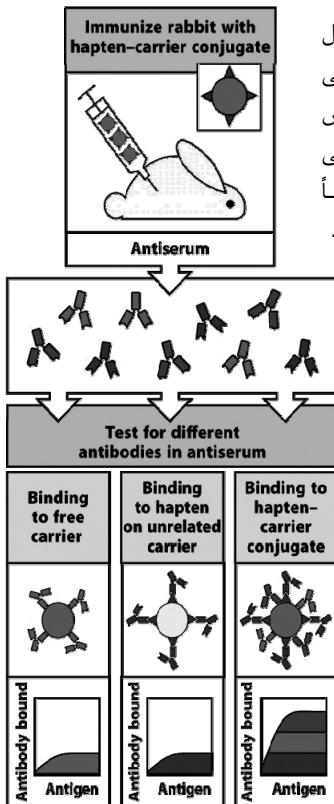 Immunize rabbit with
hapten–carrier conjugate
ل
ى
س
ى
اً
.
Antiserum
Test for different
antibodies in antiserum
Binding
to free
carrier
Binding
to hapten
on unrelated
carrier
Binding to
hapten–
carrier
conjugate
Antibody bound
Antigen
Antibody bound
Antigen
Antibody bound
Antigen